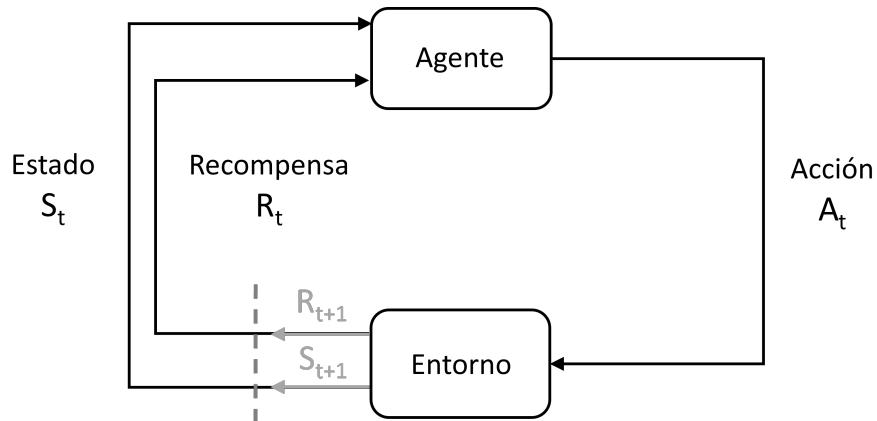 Agente
Estado
S_t
Recompensa
R_t
Acción
A_t
R_t+1
S_t+1
Entorno